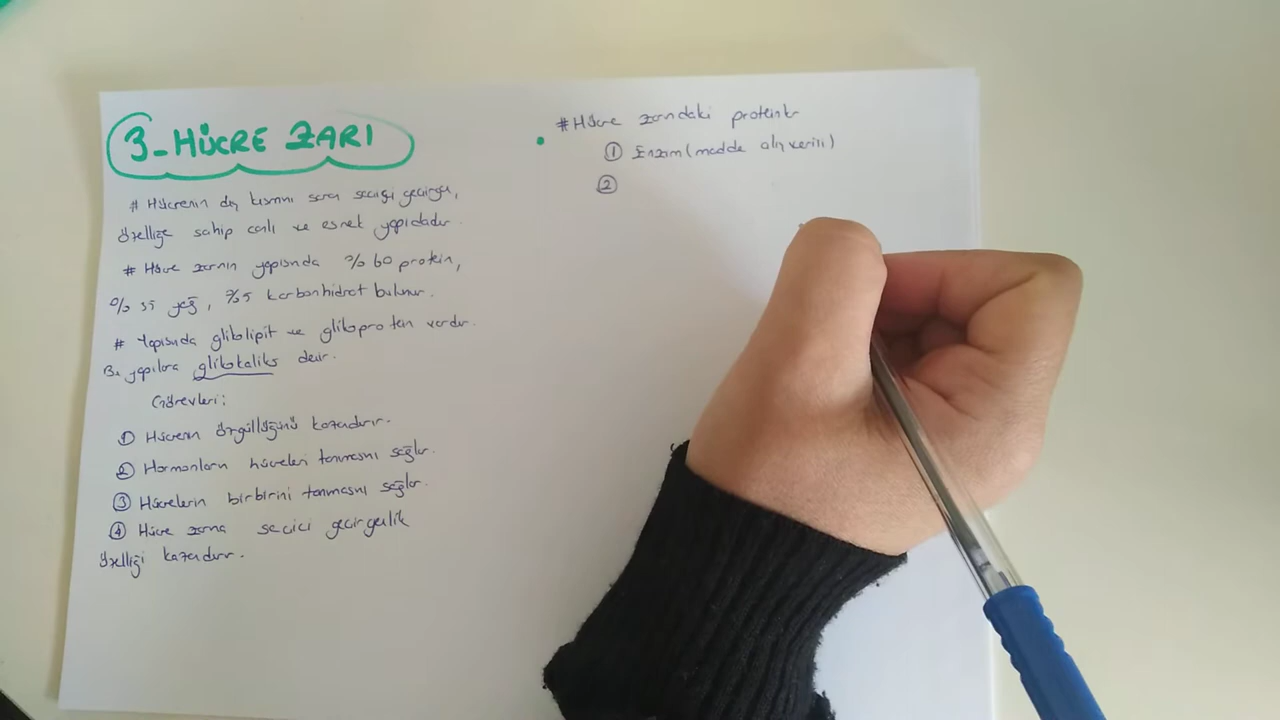 3-HÜCRE ZARI
# Hücrenin dış kısmını saran seçici geçirgen,
özelliğe sahip canlı ve esnek yapıdadır.
# Hücre zarının yapısında %60 protein,
%35 yağ, %5 karbonhidrat bulunur.
# Yapısında glikolipit ve glikoprotein vardır.
Bu yapılara glikokaliks denir.
Görevleri:
① Hücrenin özgüllüğünü kazandırır.
② Hormonların hücreleri tanımasını sağlar.
③ Hücrelerin birbirini tanımasını sağlar.
④ Hücre zarına seçici geçirgenlik
özelliği kazandırır.
# Hücre zarındaki proteinler
① Enzim (madde alışverişi)
②